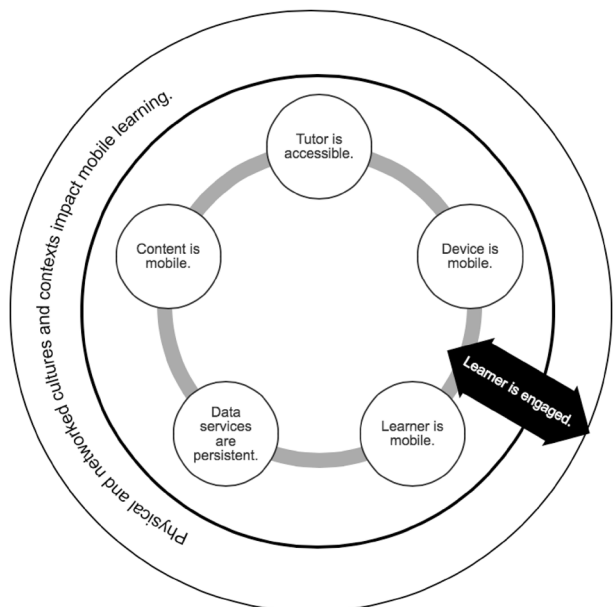 Physical and networked cultures and contexts impact mobile learning.
Tutor is
accessible.
Content is
mobile.
Device is
mobile.
Learner is engaged.
Data
services
are
persistent.
Learner is
mobile.